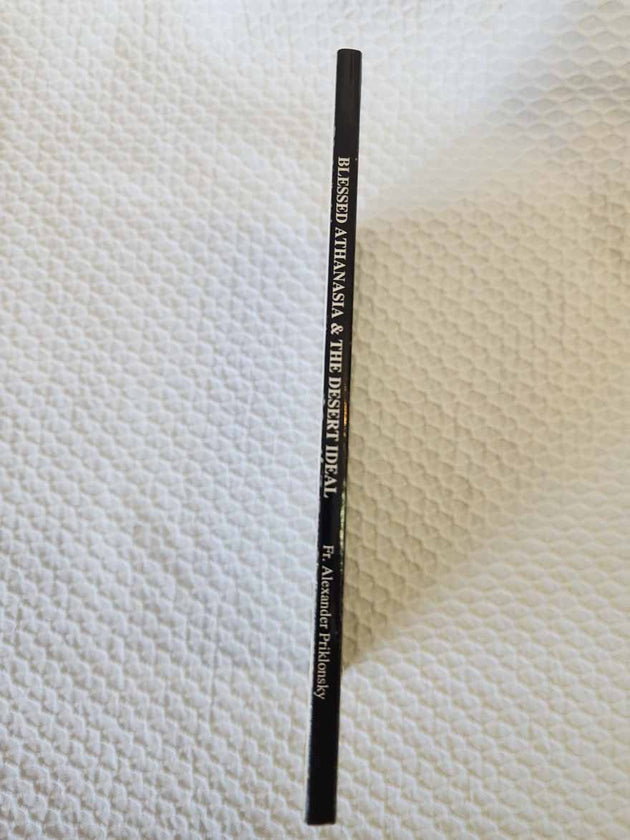 BLESSED ATHANASIA & THE DESERT IDEAL
Fr. Alexander Priklonsky